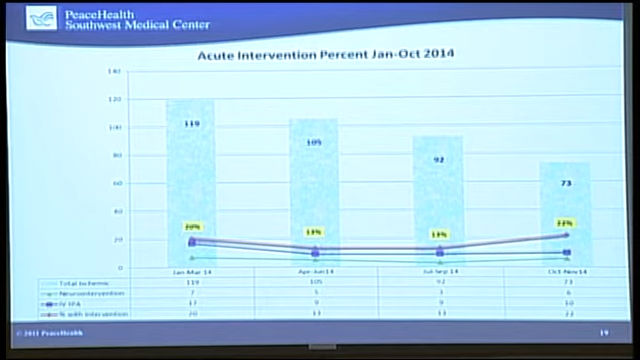 PeaceHealth
Southwest Medical Center
Acute Intervention Percent Jan-Oct 2014
140
120
100
80
60
40
20
0
119
105
92
73
20%
13%
13%
22%
Jan-Mar 14
Apr-Jun 14
Jul-Sep 14
Oct-Nov 14
Total Ischemic 119 105 92 73
Neurointervention 7 5 3 6
IV tPA 17 9 9 10
% with Intervention 20 13 13 22
© 2011 PeaceHealth
19